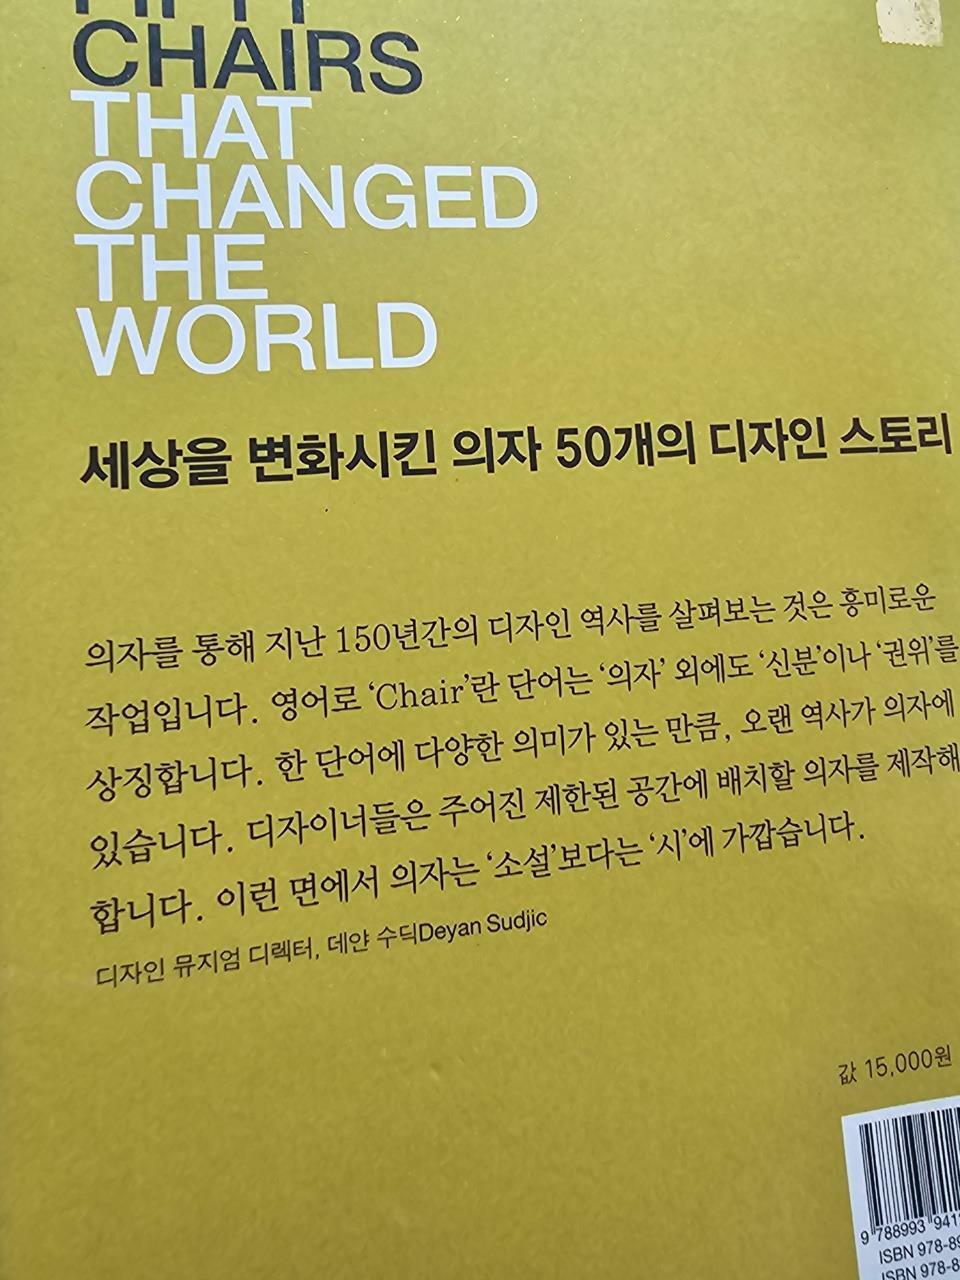 CHAIRS
THAT
CHANGED
THE
WORLD
세상을 변화시킨 의자 50개의 디자인 스토리
의자를 통해 지난 150년간의 디자인 역사를 살펴보는 것은 흥미로운
작업입니다. 영어로 ‘Chair’란 단어는 ‘의자’ 외에도 ‘신분’이나 ‘권위’를
상징합니다. 한 단어에 다양한 의미가 있는 만큼, 오랜 역사가 의자에
있습니다. 디자이너들은 주어진 제한된 공간에 배치할 의자를 제작해
합니다. 이런 면에서 의자는 ‘소설’보다는 ‘시’에 가깝습니다.
디자인 뮤지엄 디렉터, 데얀 수딕Deyan Sudjic
값 15,000원
9 788993 941
ISBN 978-8
ISBN 978-8